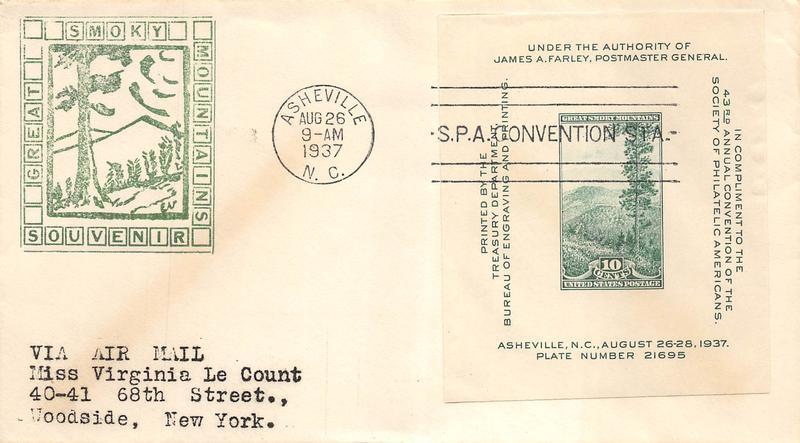 GREAT
SMOKY
MOUNTAINS
SOUVENIR
ASHEVILLE
AUG 26
9-AM
1937
N. C.
S.P.A. CONVENTION STA.
UNDER THE AUTHORITY OF
JAMES A. FARLEY, POSTMASTER GENERAL.
PRINTED BY THE
TREASURY DEPARTMENT,
BUREAU OF ENGRAVING AND PRINTING.
GREAT SMOKY MOUNTAINS
10
CENTS
UNITED STATES POSTAGE
IN COMPLIMENT TO THE
43RD ANNUAL CONVENTION OF THE
SOCIETY OF PHILATELIC AMERICANS.
ASHEVILLE, N.C., AUGUST 26-28, 1937.
PLATE NUMBER 21695
VIA AIR MAIL
Miss Virginia Le Count
40-41 68th Street.,
Woodside, New York.